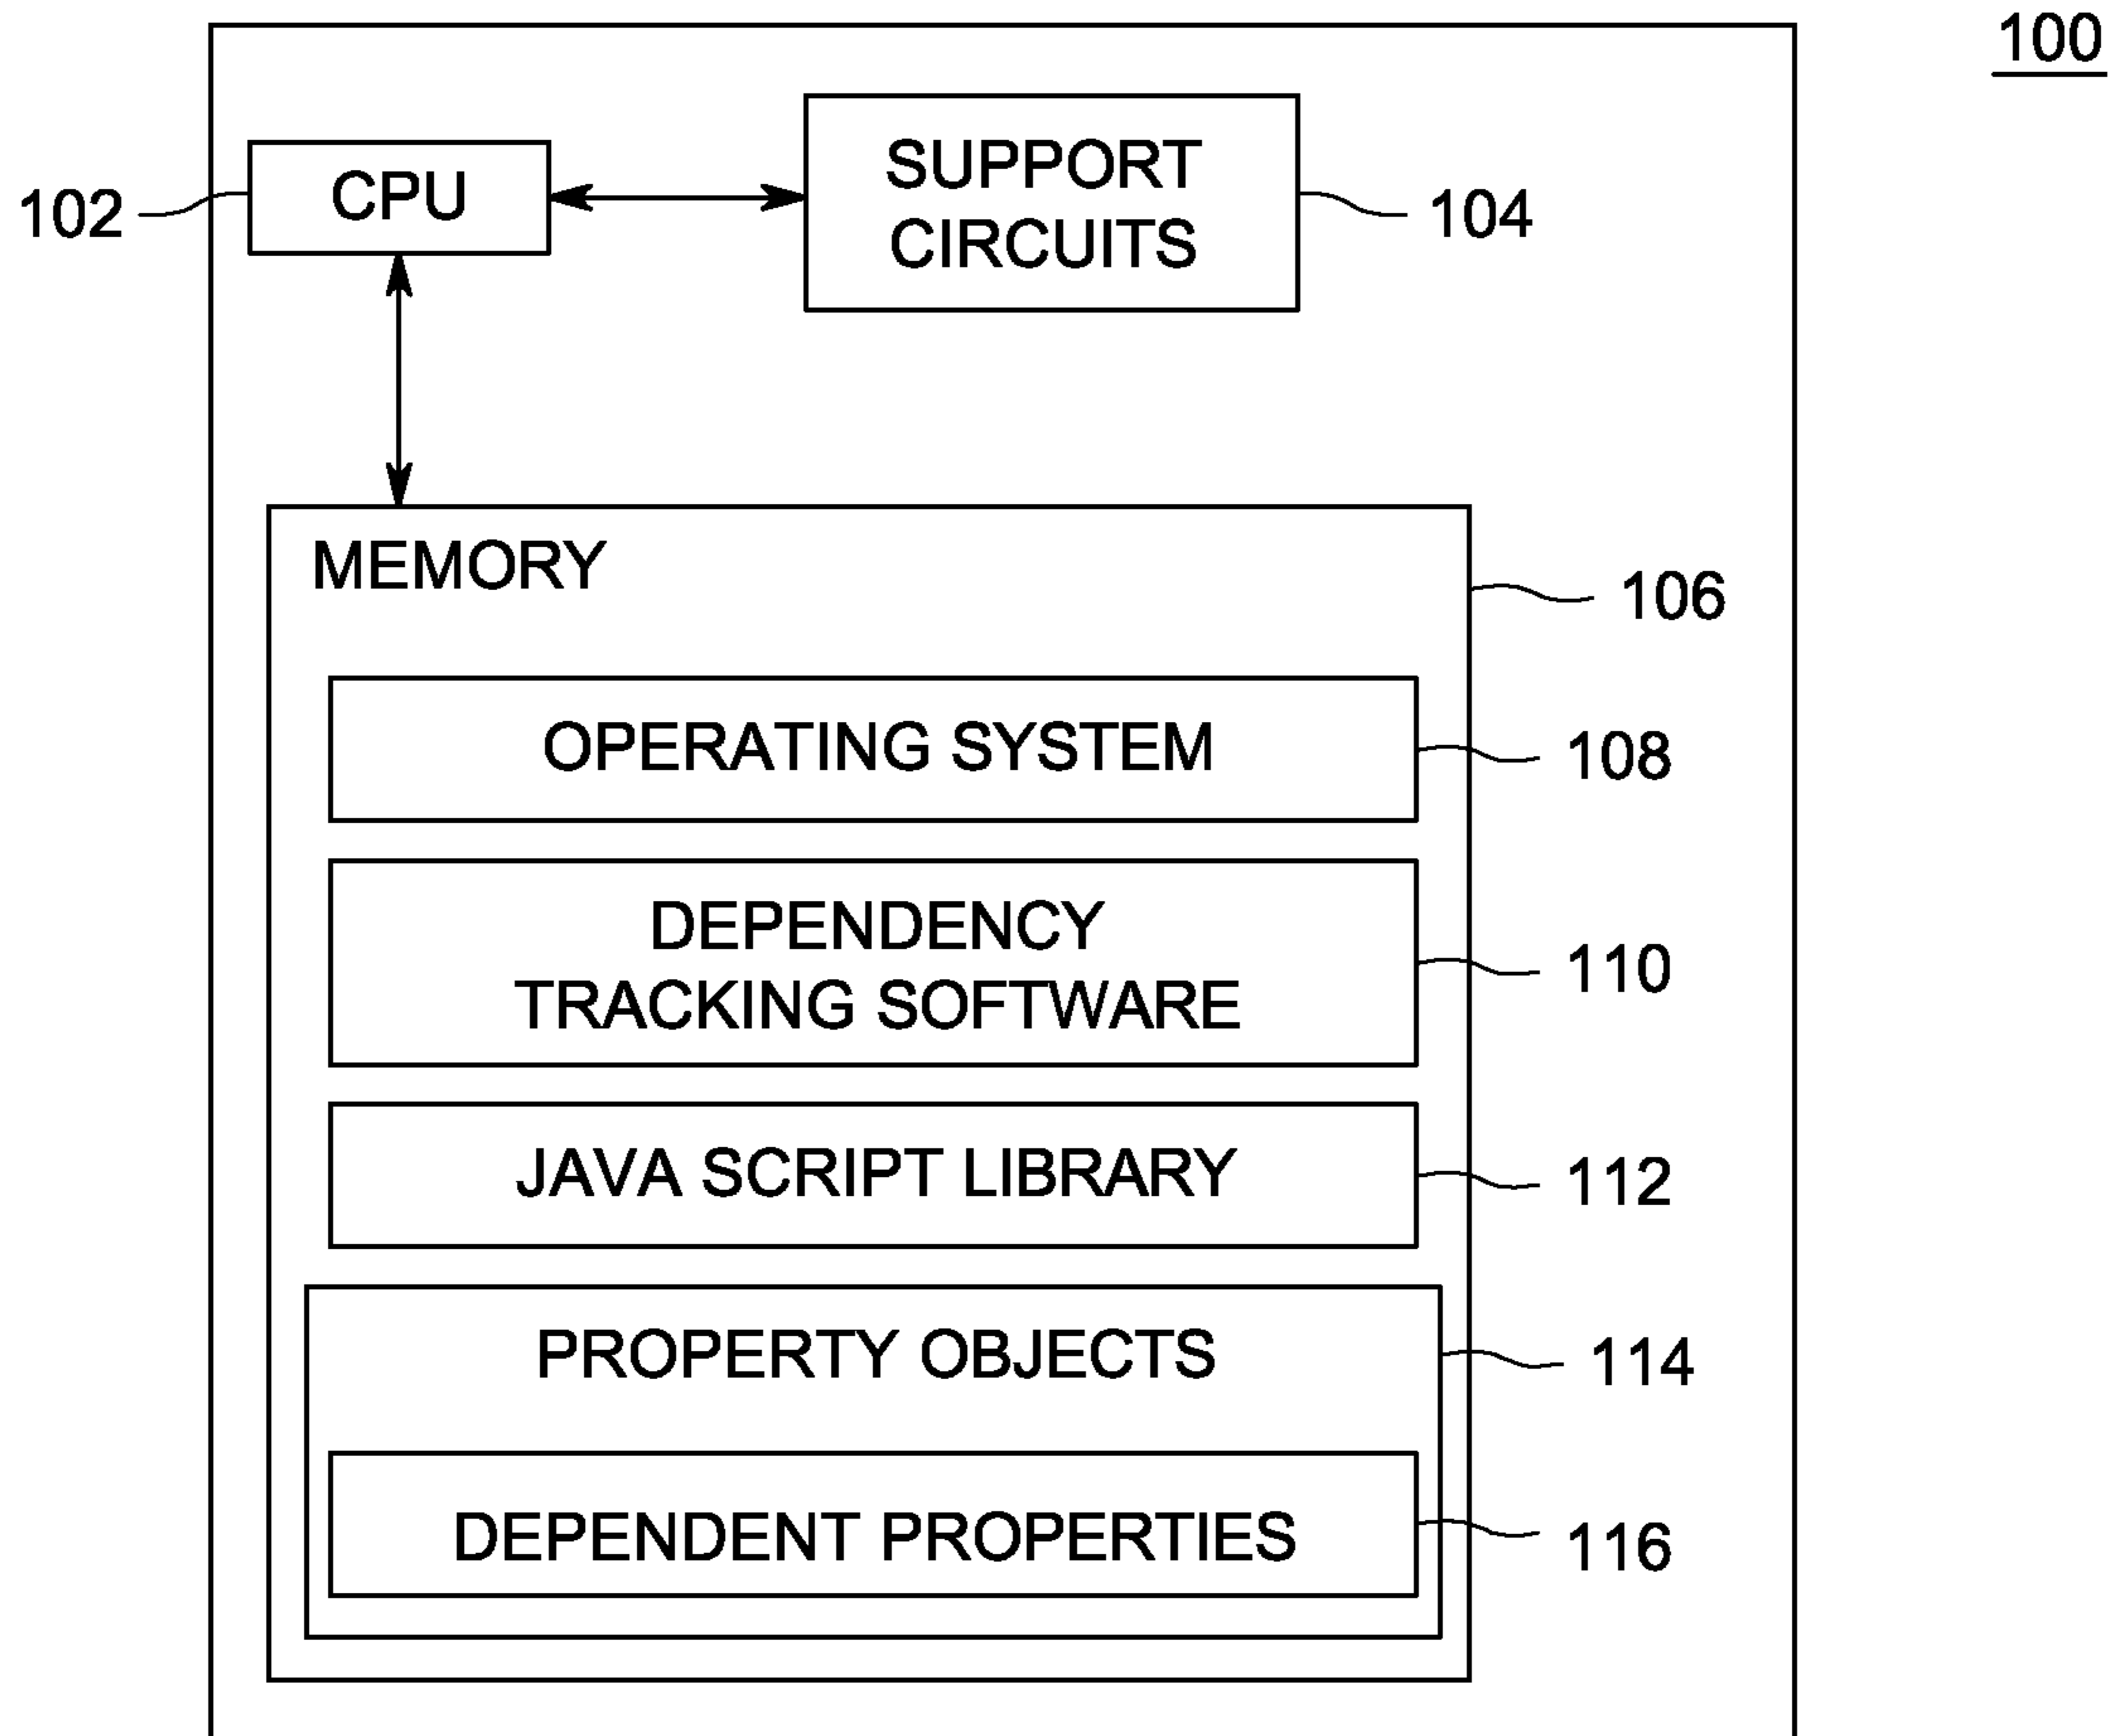 100
CPU
102
SUPPORT
CIRCUITS
104
MEMORY
106
OPERATING SYSTEM
108
DEPENDENCY
TRACKING SOFTWARE
110
JAVA SCRIPT LIBRARY
112
PROPERTY OBJECTS
114
DEPENDENT PROPERTIES
116